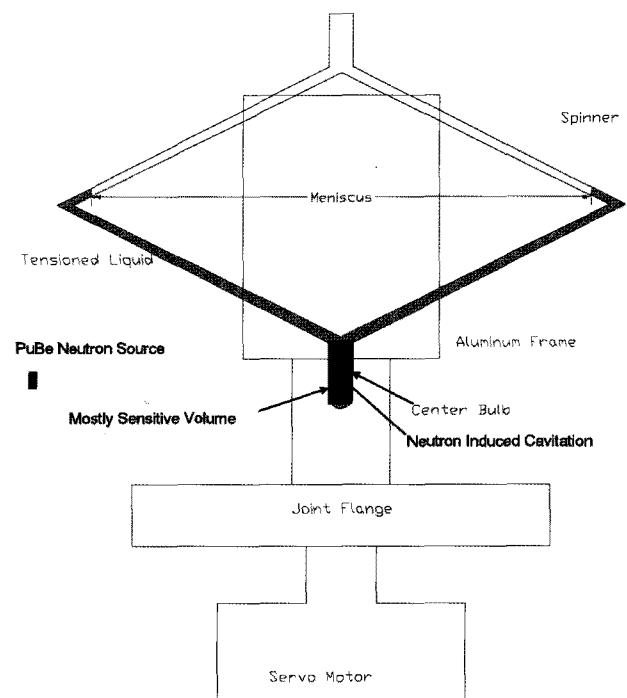 Spinner
Meniscus
Tensioned Liquid
Aluminum Frame
PuBe Neutron Source
Mostly Sensitive Volume
Center Bulb
Neutron Induced Cavitation
Joint Flange
Servo Motor